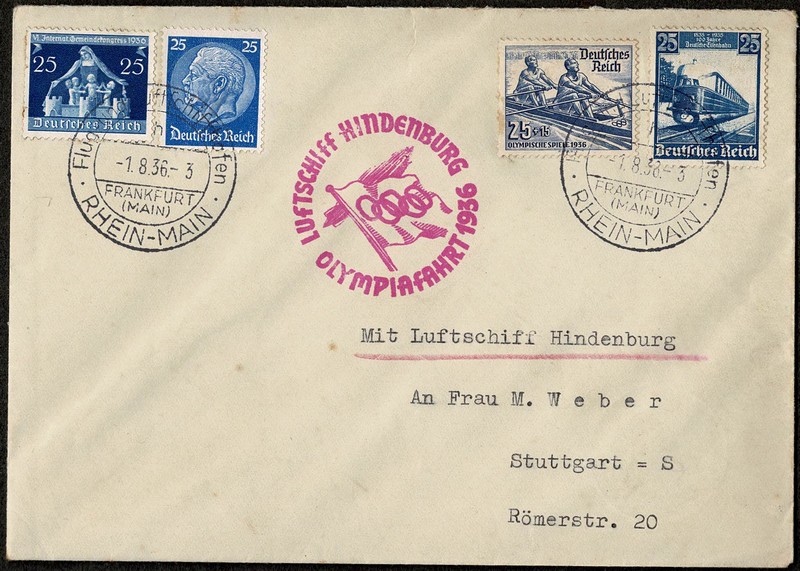 VI. Internat. Gemeindekongress 1936
25 25
Deutsches Reich
25 25
Deutsches Reich
Deutsches
Reich
25+15
OLYMPISCHE SPIELE 1936
1835 - 1935
100 Jahre
Deutsche Eisenbahn
25 25
Deutsches Reich
-1.8.36.-3
FRANKFURT
(MAIN)
· RHEIN-MAIN ·
LUFTSCHIFF HINDENBURG
OLYMPIAFAHRT 1936
-1.8.36.-3
FRANKFURT
(MAIN)
· RHEIN-MAIN ·
Mit Luftschiff Hindenburg
An Frau M. W e b e r
Stuttgart = S
Römerstr. 20